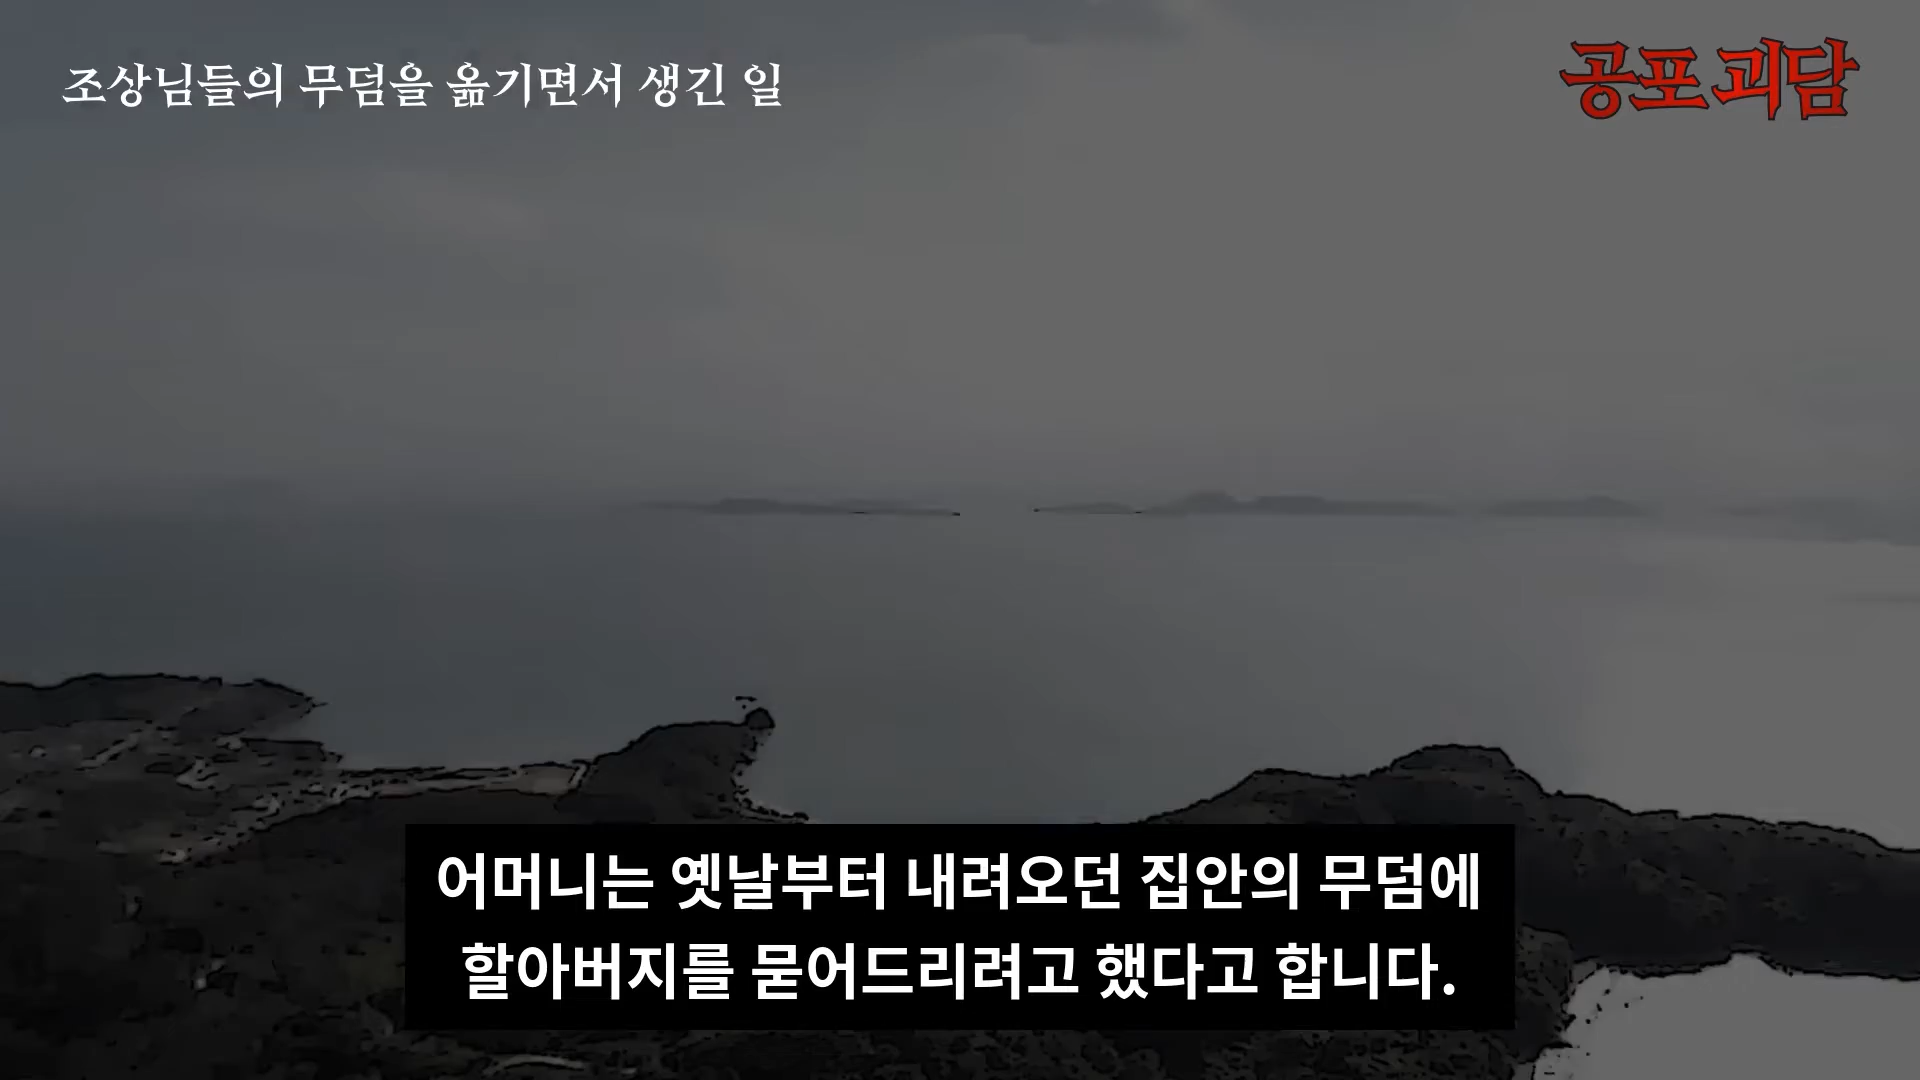 조상님들의 무덤을 옮기면서 생긴 일
공포 괴담
어머니는 옛날부터 내려오던 집안의 무덤에
할아버지를 묻어드리려고 했다고 합니다.